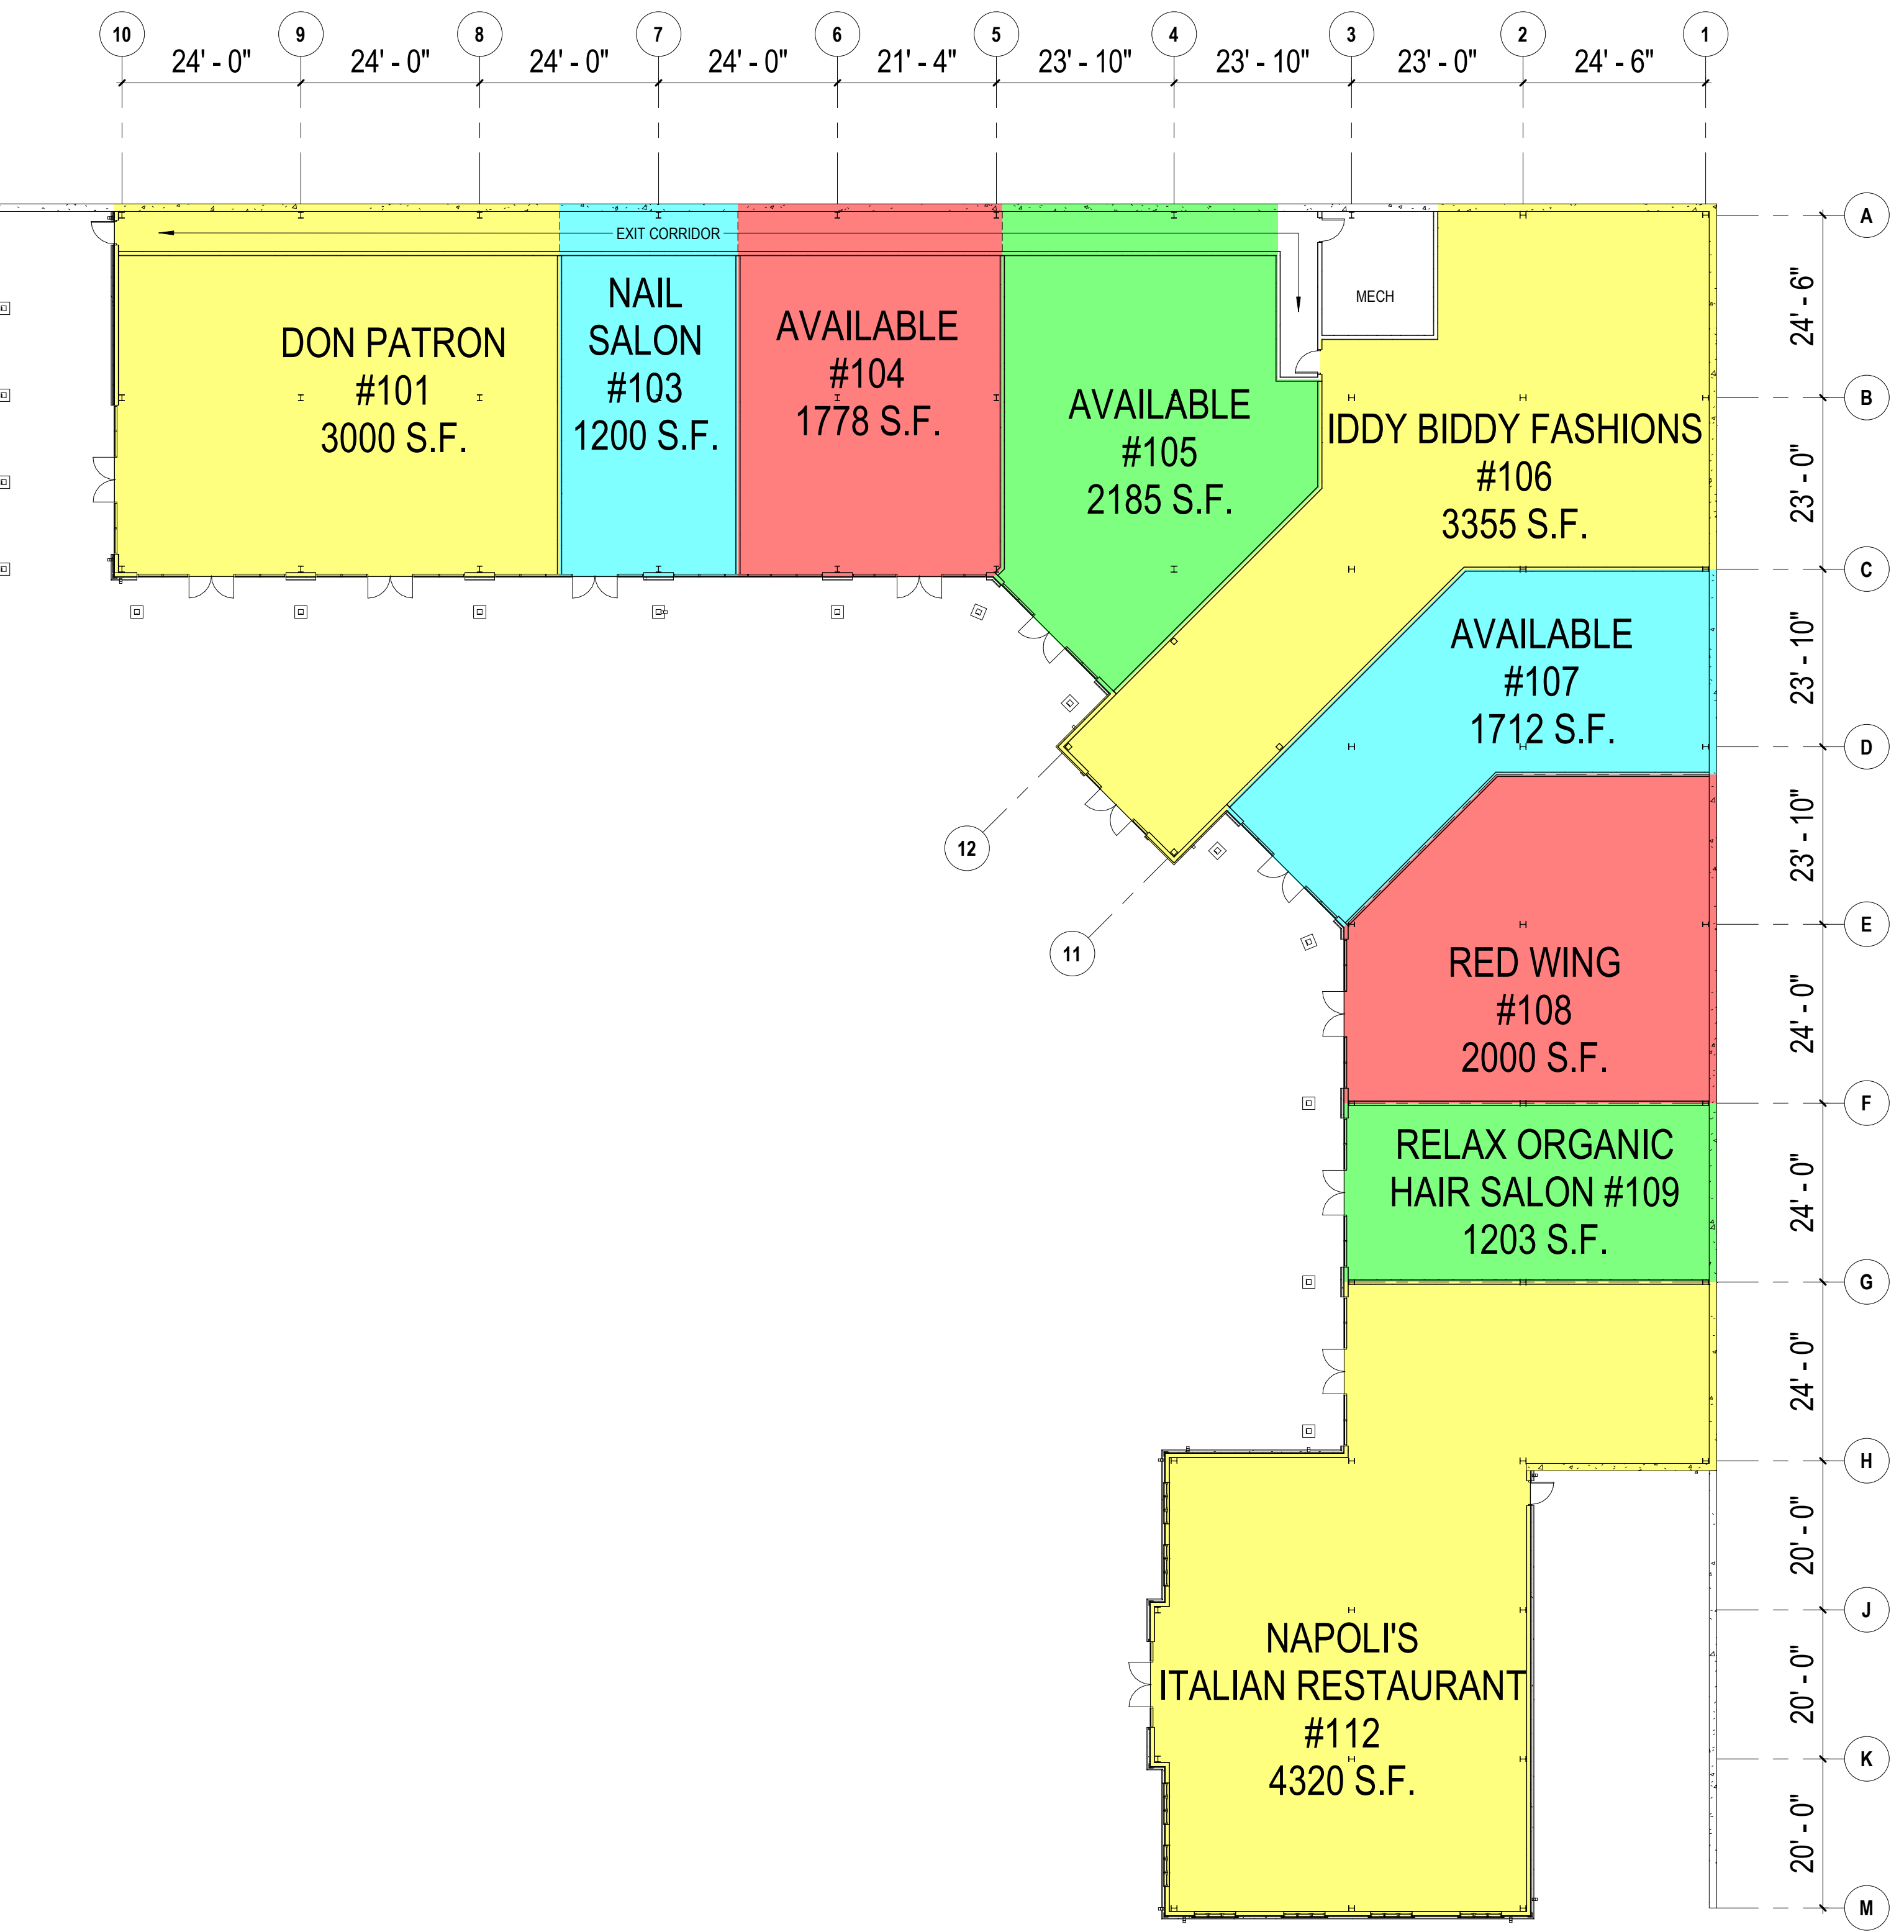 10 9 8 7 6 5 4 3 2 1
24' - 0" 24' - 0" 24' - 0" 24' - 0" 21' - 4" 23' - 10" 23' - 10" 23' - 0" 24' - 6"
A
EXIT CORRIDOR
24' - 6"
MECH
DON PATRON
#101
3000 S.F.
NAIL
SALON
#103
1200 S.F.
AVAILABLE
#104
1778 S.F.
AVAILABLE
#105
2185 S.F.
B
IDDY BIDDY FASHIONS
#106
3355 S.F.
23' - 0"
C
AVAILABLE
#107
1712 S.F.
23' - 10"
D
12
23' - 10"
11
E
RED WING
#108
2000 S.F.
24' - 0"
F
RELAX ORGANIC
HAIR SALON #109
1203 S.F.
24' - 0"
G
24' - 0"
H
20' - 0"
J
NAPOLI'S
ITALIAN RESTAURANT
#112
4320 S.F.
20' - 0"
K
20' - 0"
M